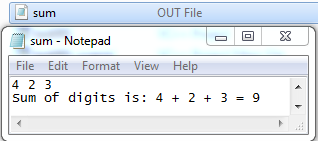 sum OUT File
sum - Notepad
File Edit Format View Help
4 2 3
Sum of digits is: 4 + 2 + 3 = 9